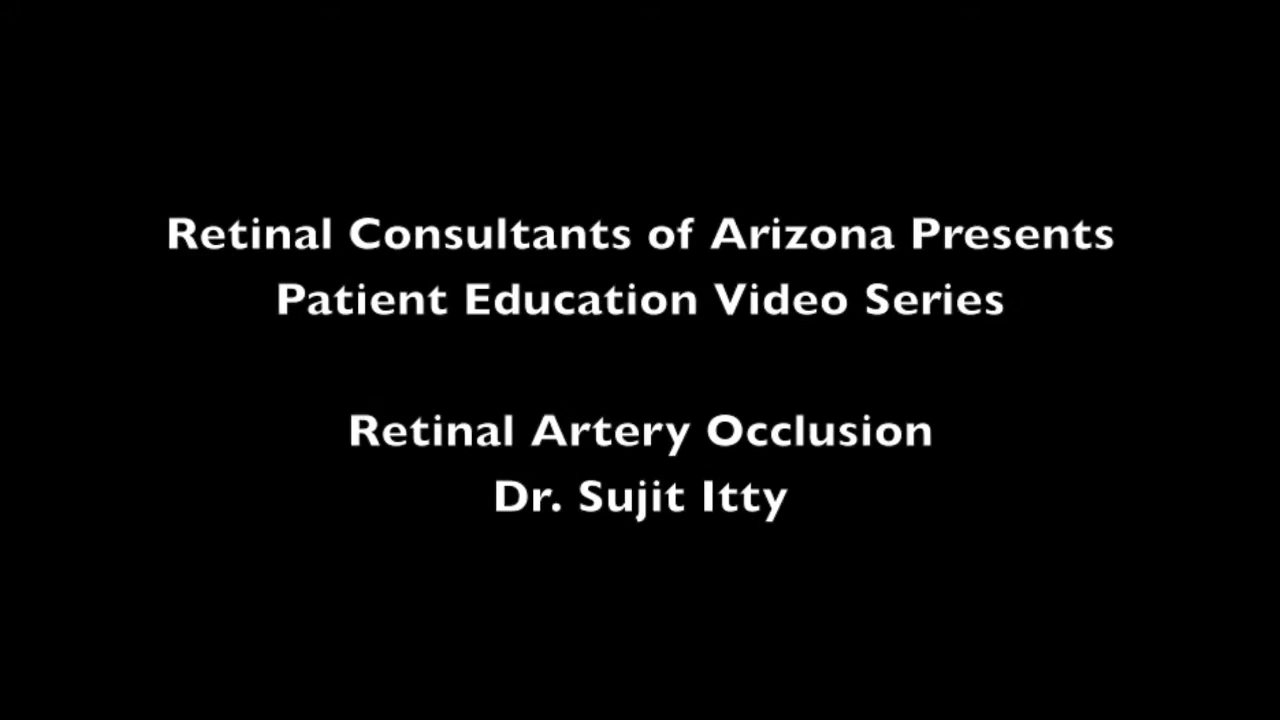 Retinal Consultants of Arizona Presents
Patient Education Video Series
Retinal Artery Occlusion
Dr. Sujit Itty